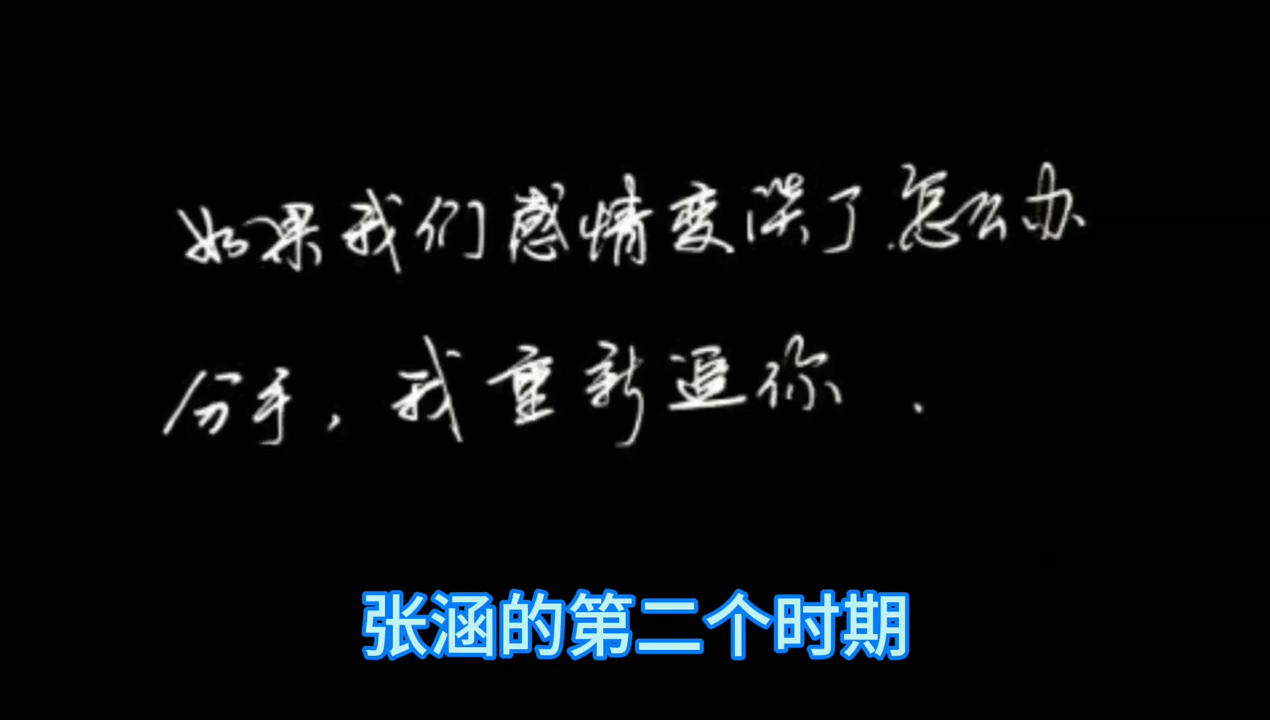 如果我们感情变淡了怎么办
分手，我重新追你.
张涵的第二个时期